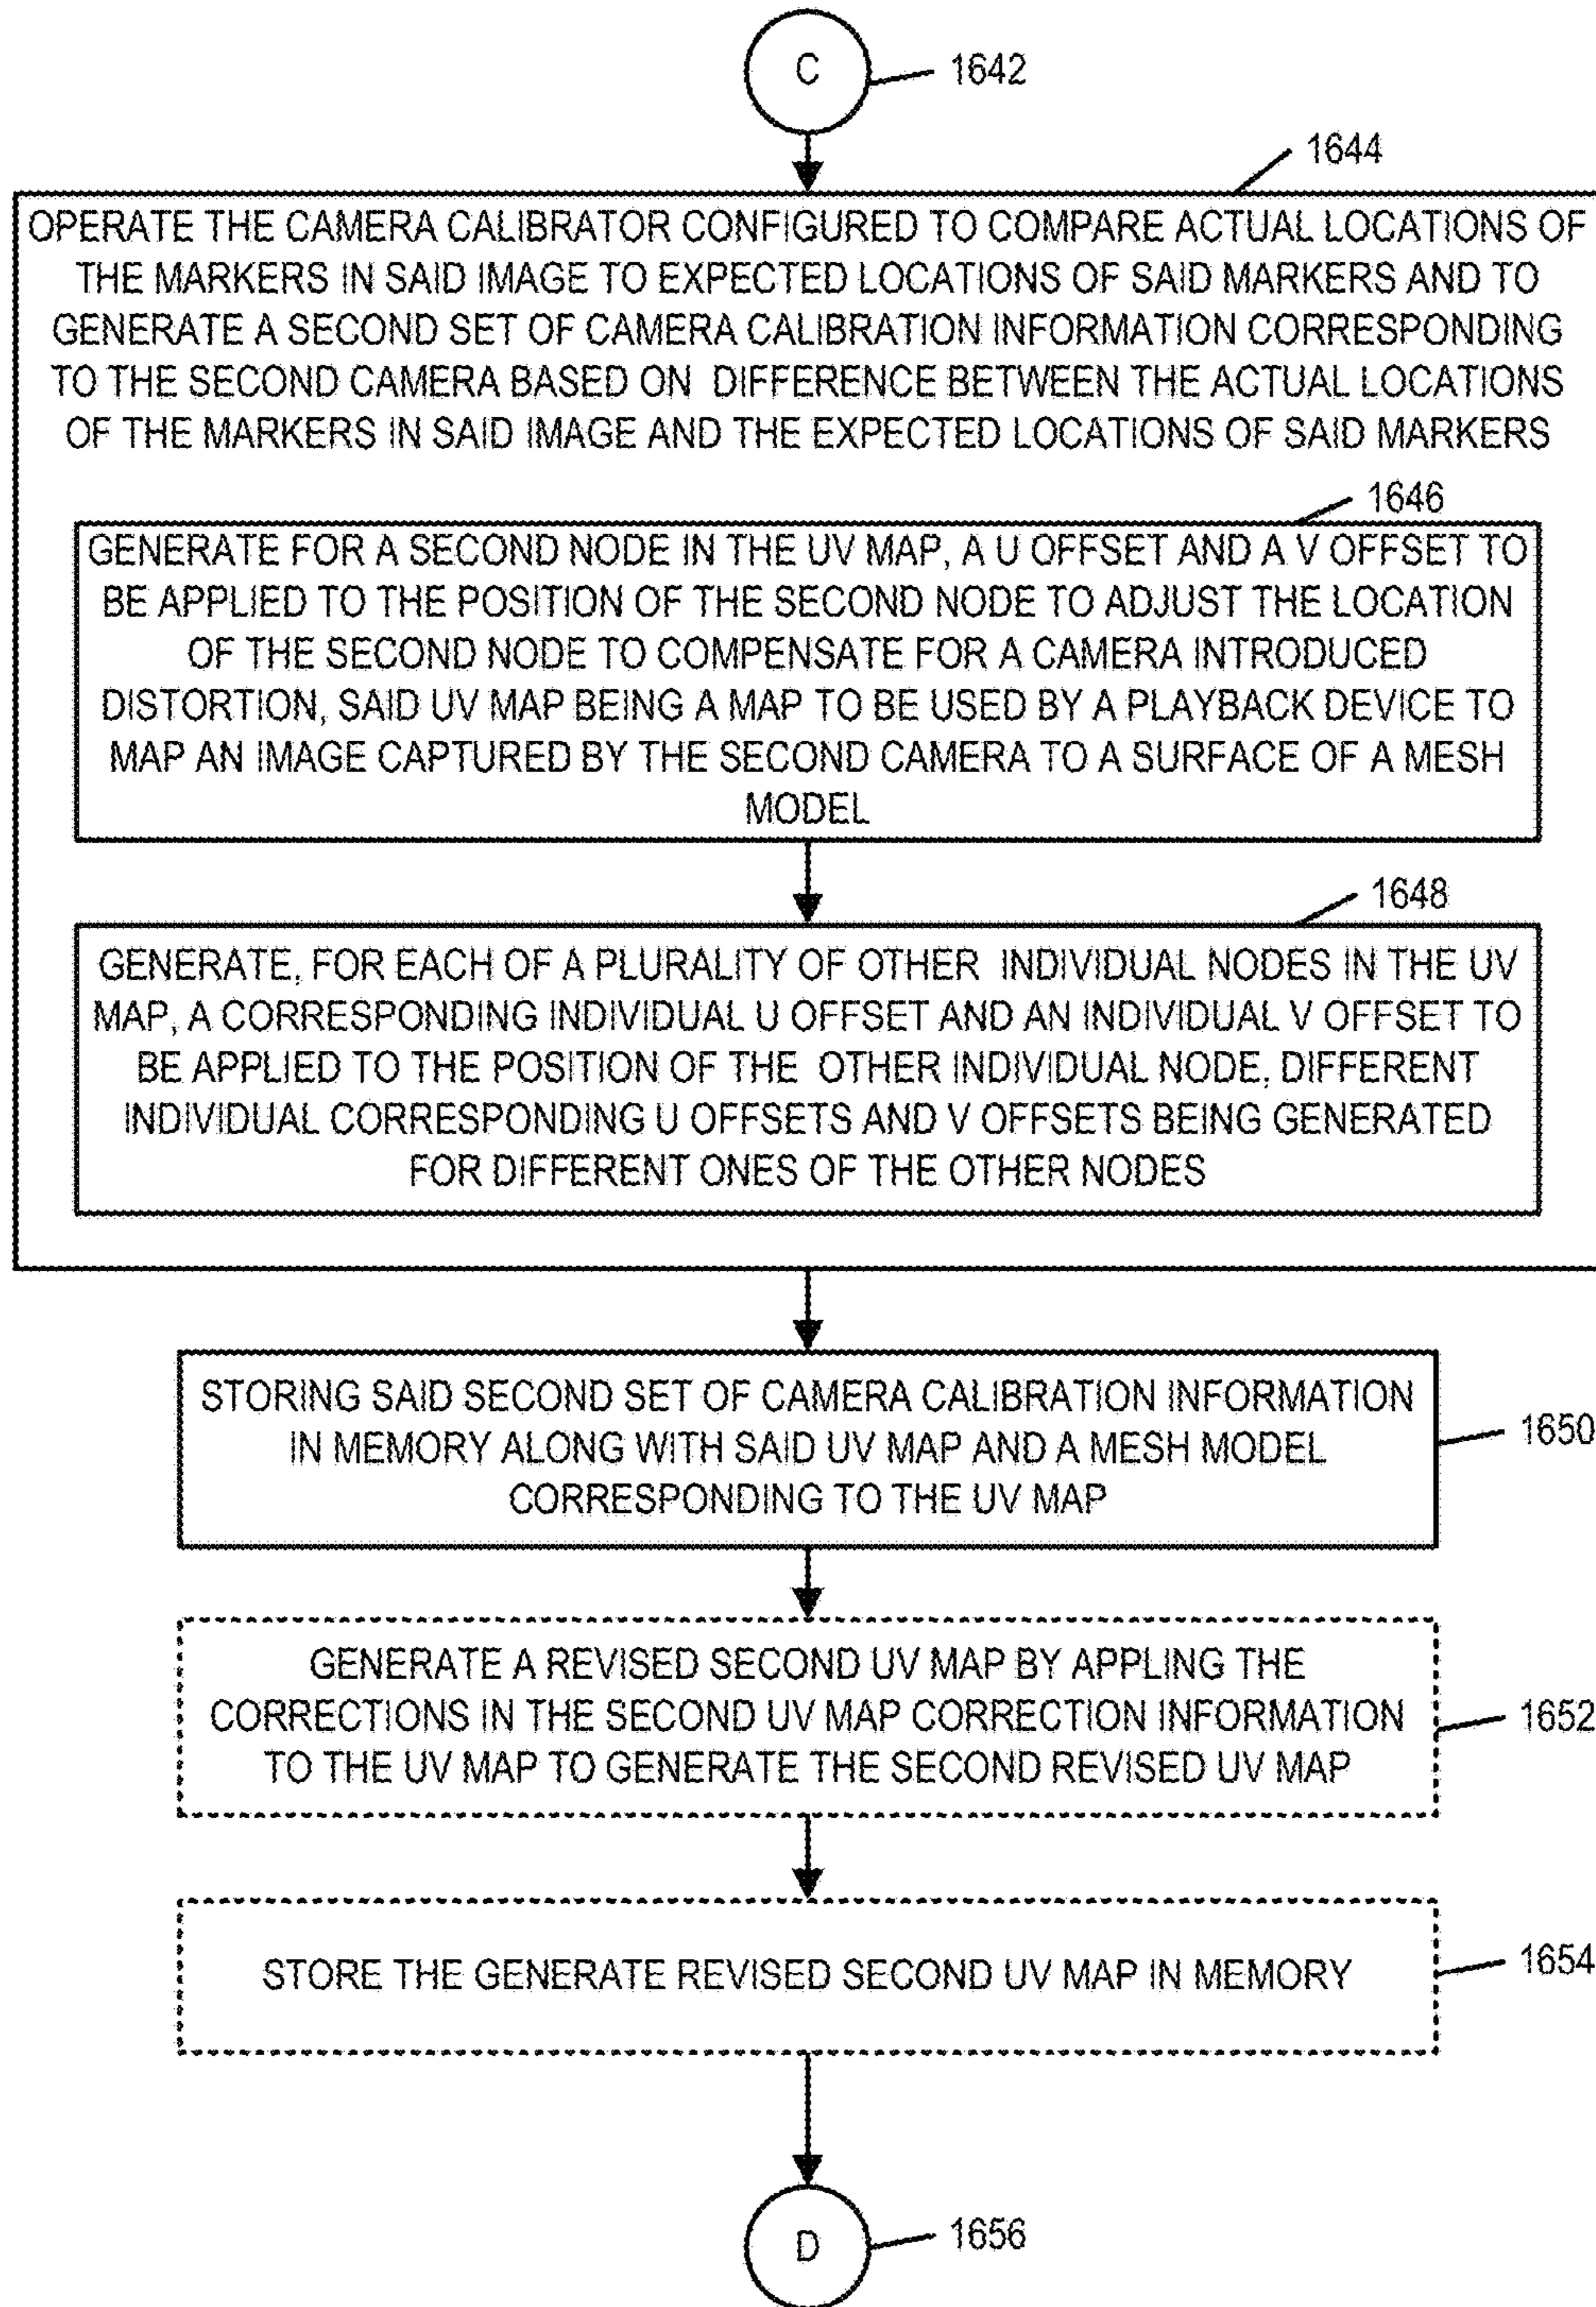 C
1642
1644
OPERATE THE CAMERA CALIBRATOR CONFIGURED TO COMPARE ACTUAL LOCATIONS OF
THE MARKERS IN SAID IMAGE TO EXPECTED LOCATIONS OF SAID MARKERS AND TO
GENERATE A SECOND SET OF CAMERA CALIBRATION INFORMATION CORRESPONDING
TO THE SECOND CAMERA BASED ON DIFFERENCE BETWEEN THE ACTUAL LOCATIONS
OF THE MARKERS IN SAID IMAGE AND THE EXPECTED LOCATIONS OF SAID MARKERS
1646
GENERATE FOR A SECOND NODE IN THE UV MAP, A U OFFSET AND A V OFFSET TO
BE APPLIED TO THE POSITION OF THE SECOND NODE TO ADJUST THE LOCATION
OF THE SECOND NODE TO COMPENSATE FOR A CAMERA INTRODUCED
DISTORTION, SAID UV MAP BEING A MAP TO BE USED BY A PLAYBACK DEVICE TO
MAP AN IMAGE CAPTURED BY THE SECOND CAMERA TO A SURFACE OF A MESH
MODEL
1648
GENERATE, FOR EACH OF A PLURALITY OF OTHER INDIVIDUAL NODES IN THE UV
MAP, A CORRESPONDING INDIVIDUAL U OFFSET AND AN INDIVIDUAL V OFFSET TO
BE APPLIED TO THE POSITION OF THE OTHER INDIVIDUAL NODE, DIFFERENT
INDIVIDUAL CORRESPONDING U OFFSETS AND V OFFSETS BEING GENERATED
FOR DIFFERENT ONES OF THE OTHER NODES
STORING SAID SECOND SET OF CAMERA CALIBRATION INFORMATION
IN MEMORY ALONG WITH SAID UV MAP AND A MESH MODEL
CORRESPONDING TO THE UV MAP
1650
GENERATE A REVISED SECOND UV MAP BY APPLING THE
CORRECTIONS IN THE SECOND UV MAP CORRECTION INFORMATION
TO THE UV MAP TO GENERATE THE SECOND REVISED UV MAP
1652
STORE THE GENERATE REVISED SECOND UV MAP IN MEMORY
1654
D
1656